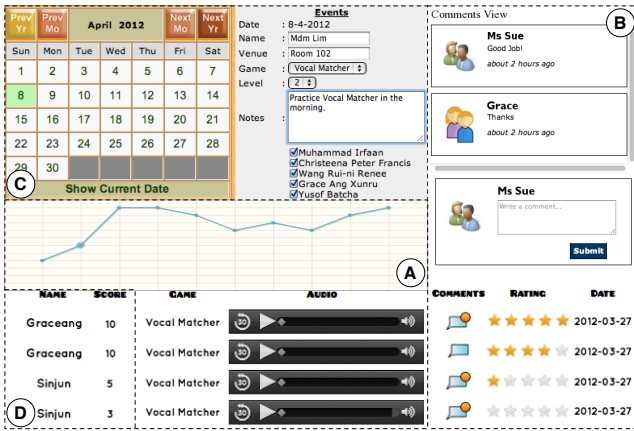 Prev Yr
Prev Mo
April 2012
Next Mo
Next Yr
Sun Mon Tue Wed Thu Fri Sat
1 2 3 4 5 6 7
8 9 10 11 12 13 14
15 16 17 18 19 20 21
22 23 24 25 26 27 28
29 30
Show Current Date
C
Events
Date : 8-4-2012
Name : Mdm Lim
Venue : Room 102
Game : Vocal Matcher
Level : 2
Notes : Practice Vocal Matcher in the
morning.
Muhammad Irfaan
Christeena Peter Francis
Wang Rui-ni Renee
Grace Ang Xunru
Yusof Batcha
Comments View
B
Ms Sue
Good Job!
about 2 hours ago
Grace
Thanks
about 2 hours ago
Ms Sue
Write a comment...
Submit
A
Name Score Game Audio Comments Rating Date
Graceang 10 Vocal Matcher 30 2012-03-27
Graceang 10 Vocal Matcher 30 2012-03-27
Sinjun 5 Vocal Matcher 30 2012-03-27
D Sinjun 3 Vocal Matcher 30 2012-03-27